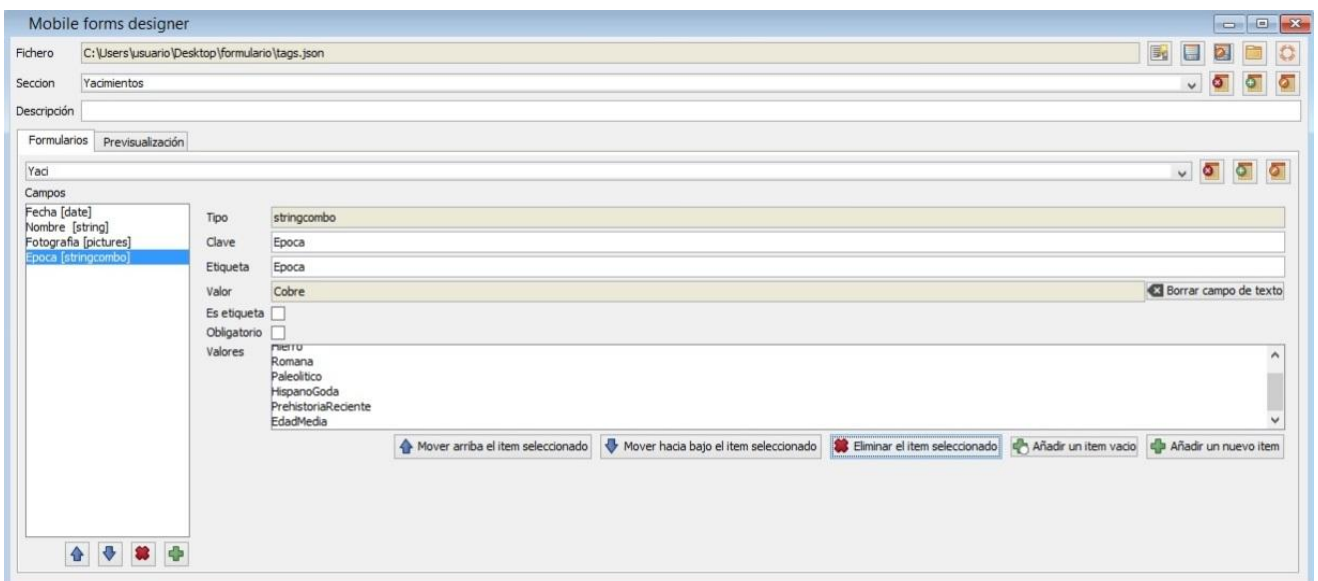 Mobile forms designer
Fichero C:\Users\usuario\Desktop\formulario\tags.json
Seccion Yacimientos
Descripción
Formularios Previsualización
Yaci
Campos
Fecha [date]
Nombre [string]
Fotografia [pictures]
Epoca [stringcombo]
Tipo stringcombo
Clave Epoca
Etiqueta Epoca
Valor Cobre Borrar campo de texto
Es etiqueta
Obligatorio
Valores Hierro
Romana
Paleolitico
HispanoGoda
PrehistoriaReciente
EdadMedia
Mover arriba el item seleccionado Mover hacia bajo el item seleccionado Eliminar el item seleccionado Añadir un item vacio Añadir un nuevo item